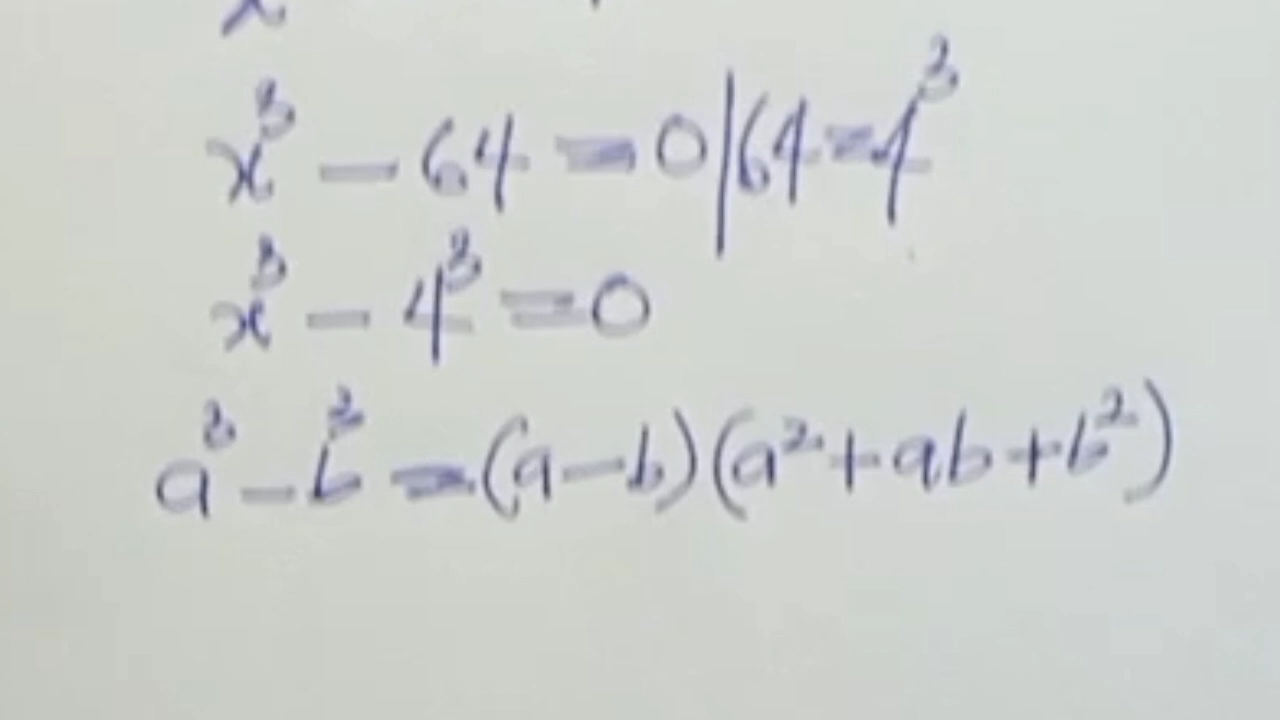 x³ - 64 = 0 | 64 = 4³
x³ - 4³ = 0
a³ - b³ = (a - b)(a² + ab + b²)